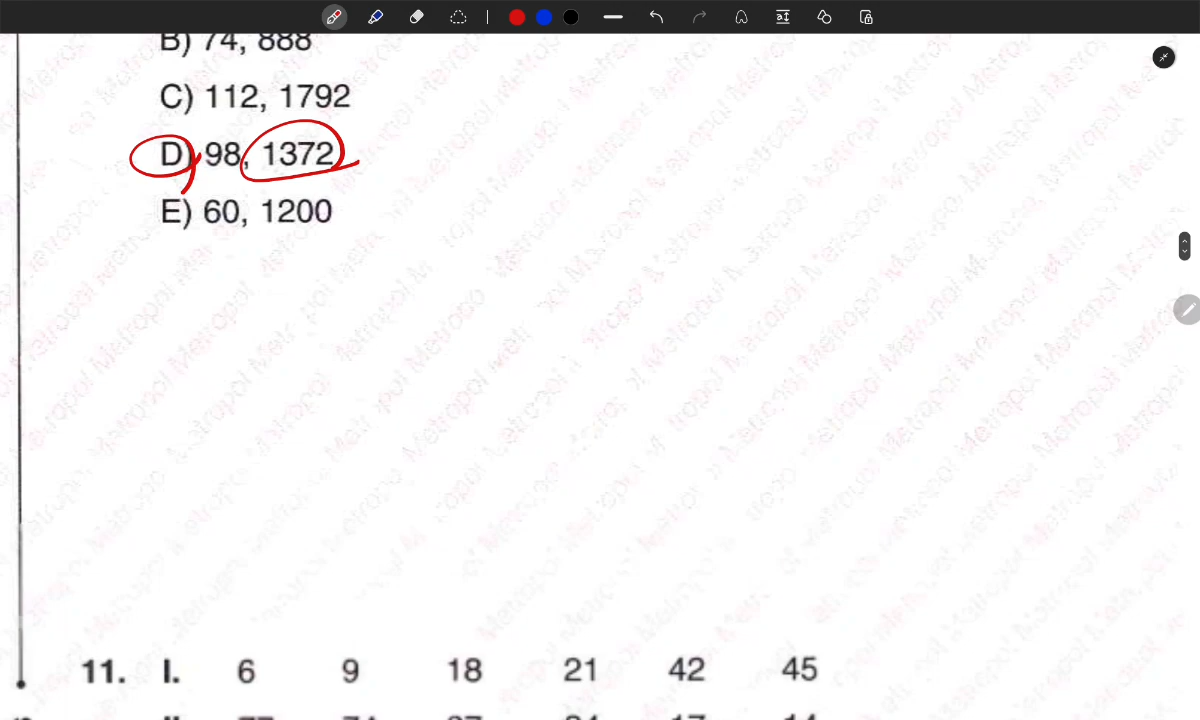 B) 74, 888
C) 112, 1792
D) 98, 1372
E) 60, 1200
11. I. 6 9 18 21 42 45